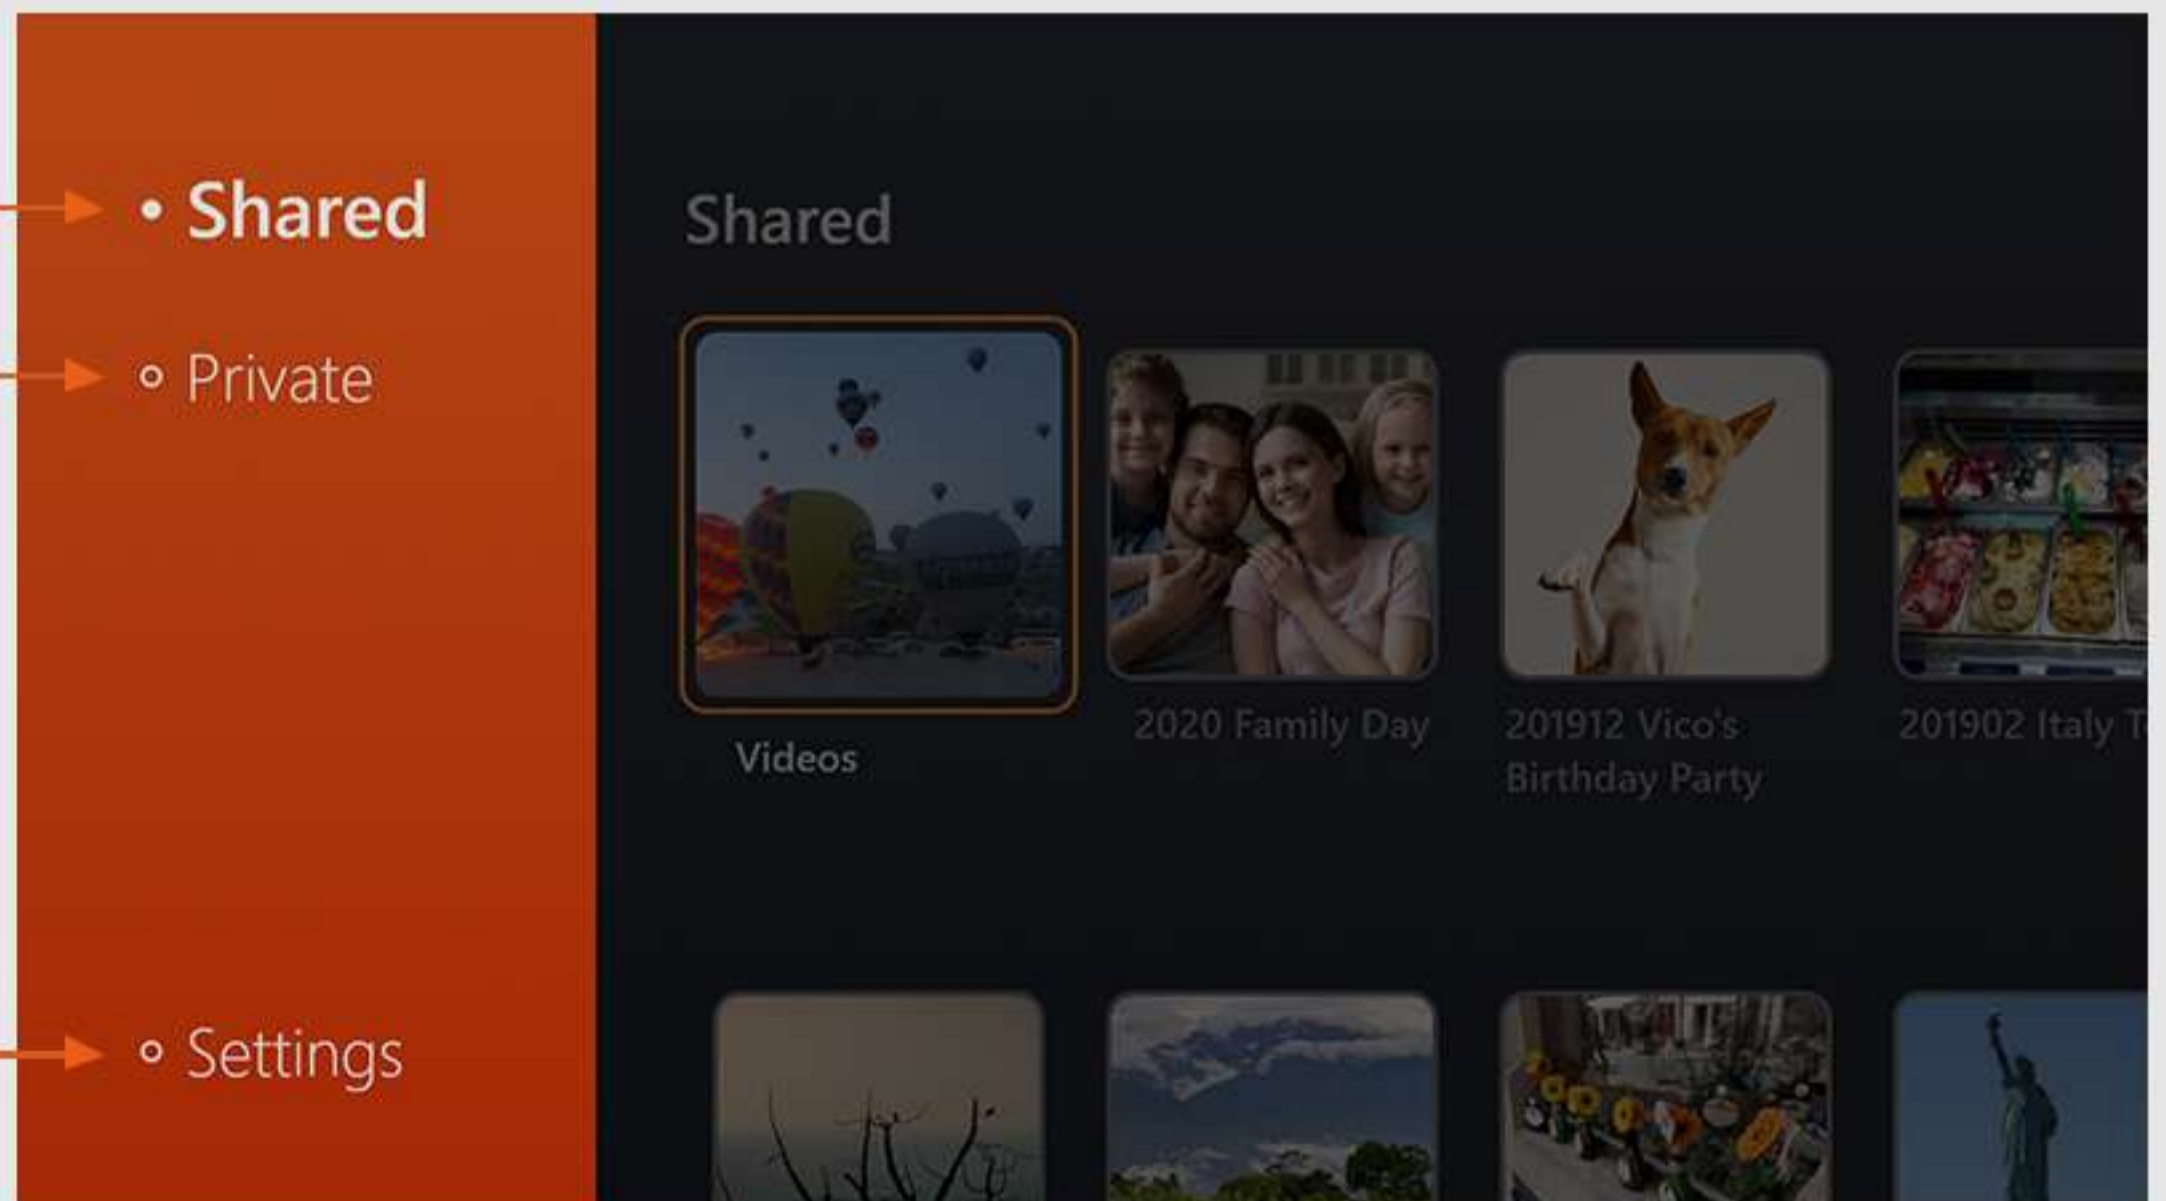 Shared
Private
Settings
Shared
Videos
2020 Family Day
201912 Vico's
Birthday Party
201902 Italy